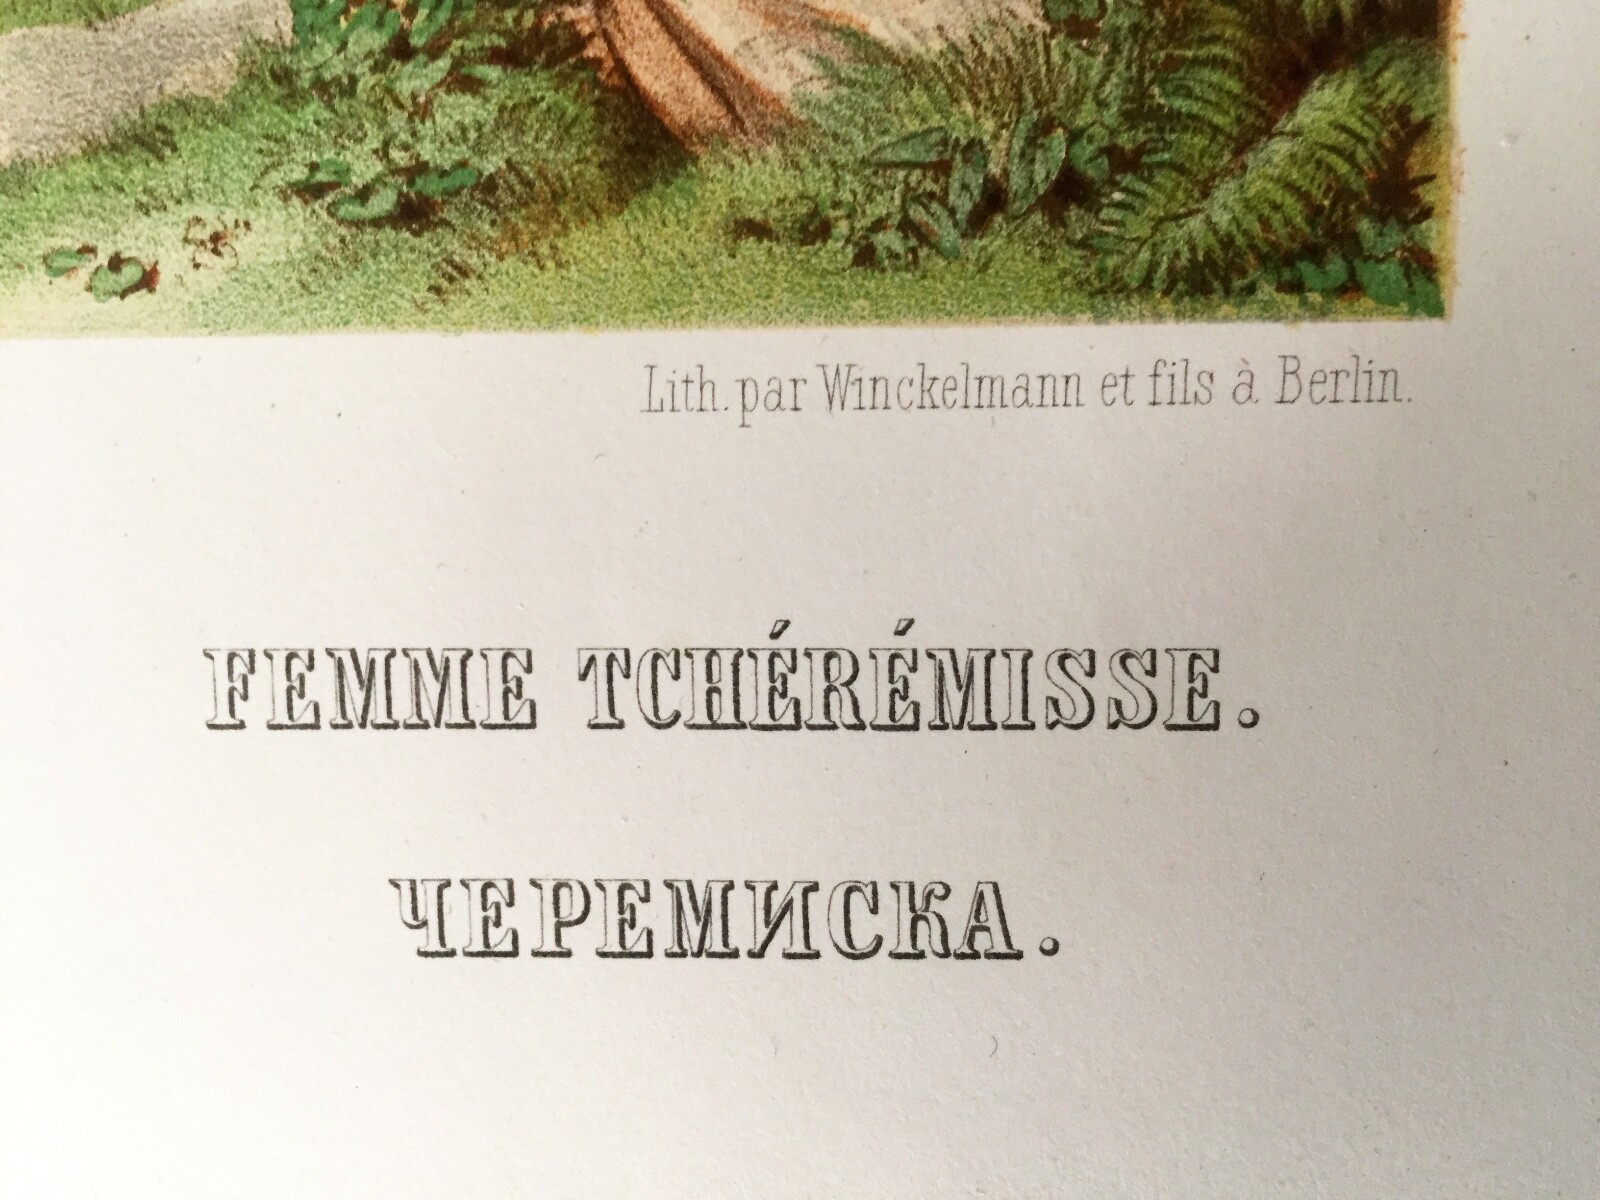 Lith. par Winckelmann et fils à Berlin.
FEMME TCHÉRÉMISSE.
ЧЕРЕМИСКА.